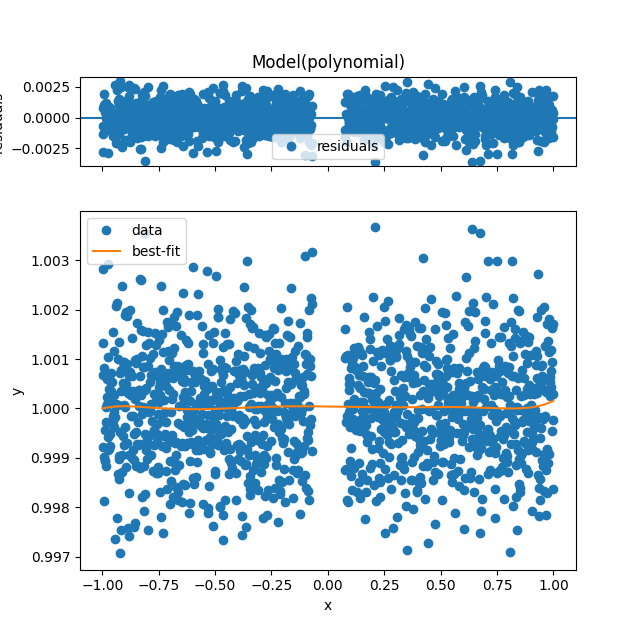 Model(polynomial)
0.0025
0.0000
−0.0025
residuals
residuals
data
best-fit
1.003
1.002
1.001
1.000
0.999
0.998
0.997
y
−1.00 −0.75 −0.50 −0.25 0.00 0.25 0.50 0.75 1.00
x